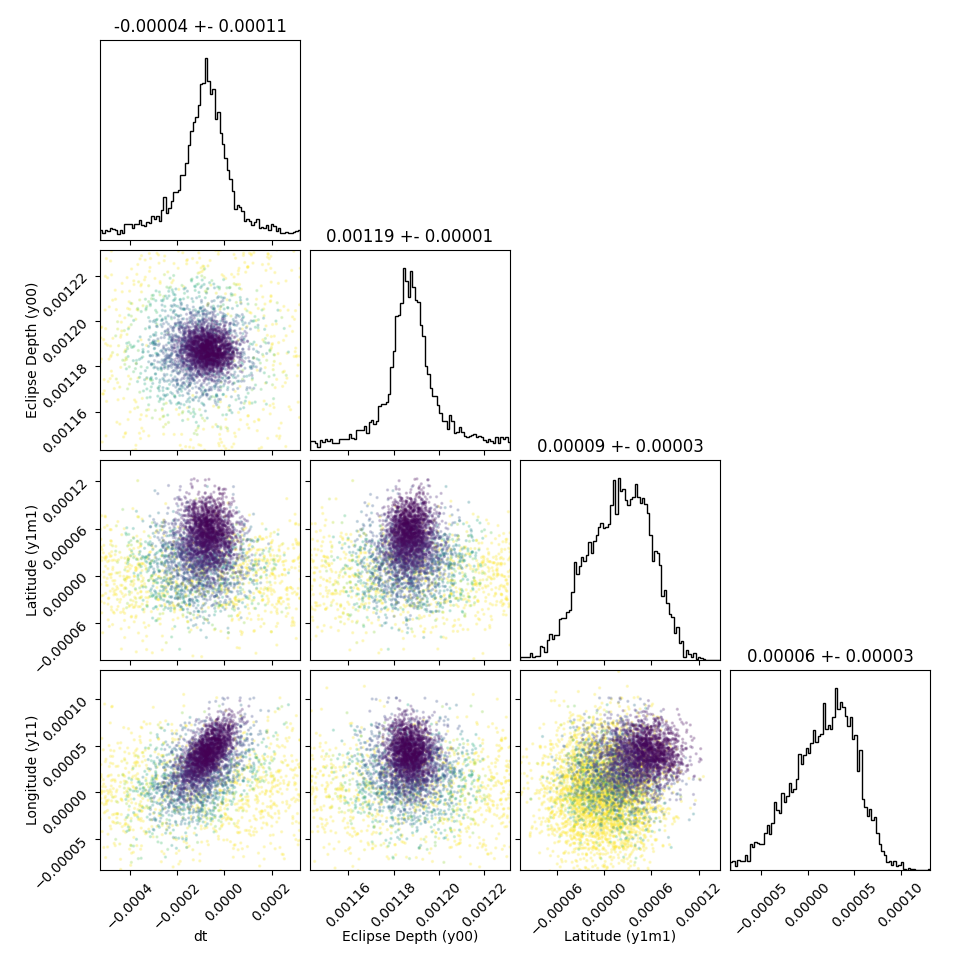 -0.00004 +- 0.00011
0.00119 +- 0.00001
Eclipse Depth (y00)
0.00122
0.00120
0.00118
0.00116
0.00009 +- 0.00003
Latitude (y1m1)
0.00012
0.00006
0.00000
−0.00006
0.00006 +- 0.00003
Longitude (y11)
0.00010
0.00005
0.00000
−0.00005
−0.0004
−0.0002
0.0000
0.0002
0.00116
0.00118
0.00120
0.00122
−0.00006
0.00000
0.00006
0.00012
−0.00005
0.00000
0.00005
0.00010
dt
Eclipse Depth (y00)
Latitude (y1m1)